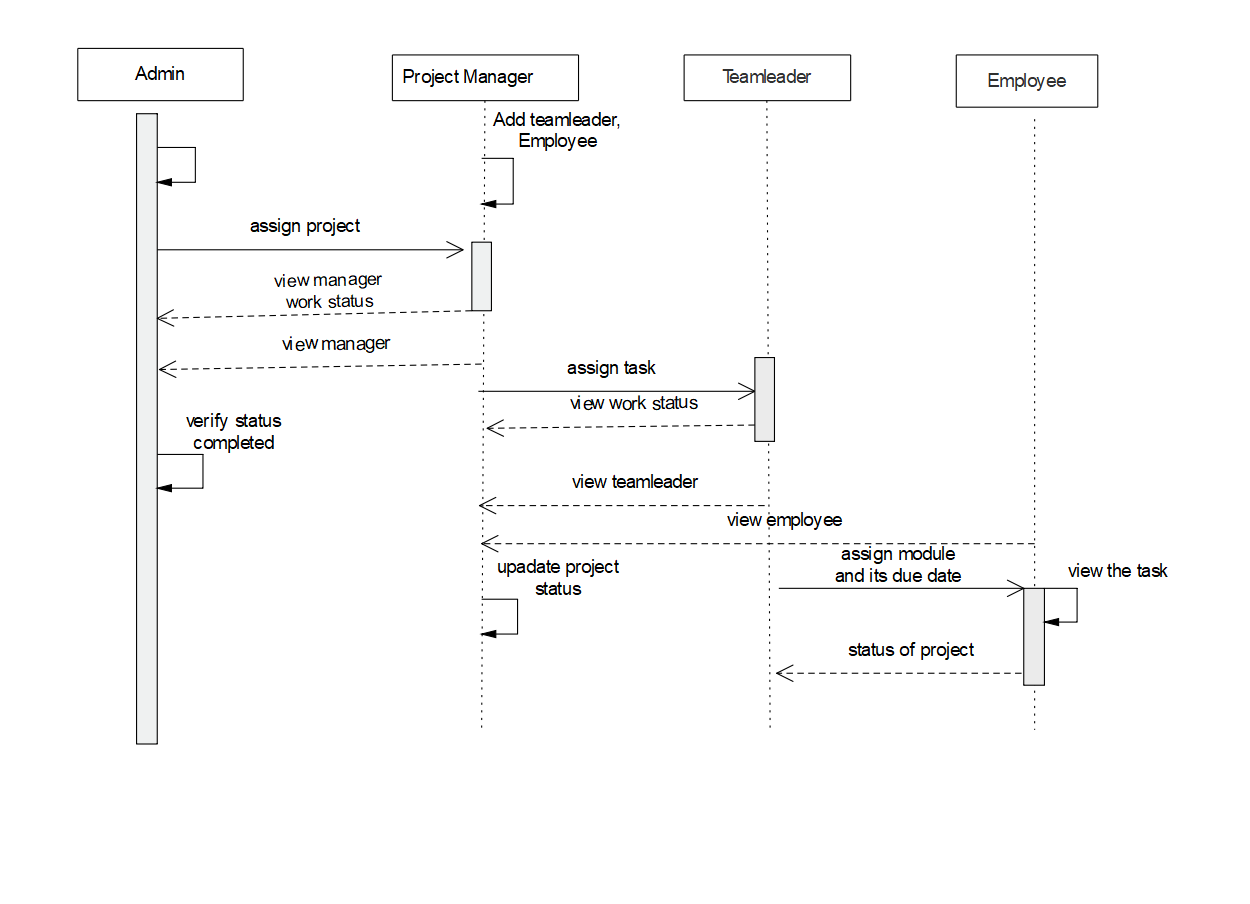 Admin
Project Manager
Teamleader
Employee
Add teamleader,
Employee
assign project
view manager
work status
view manager
assign task
view work status
verify status
completed
view teamleader
view employee
assign module
and its due date
view the task
upadate project
status
status of project